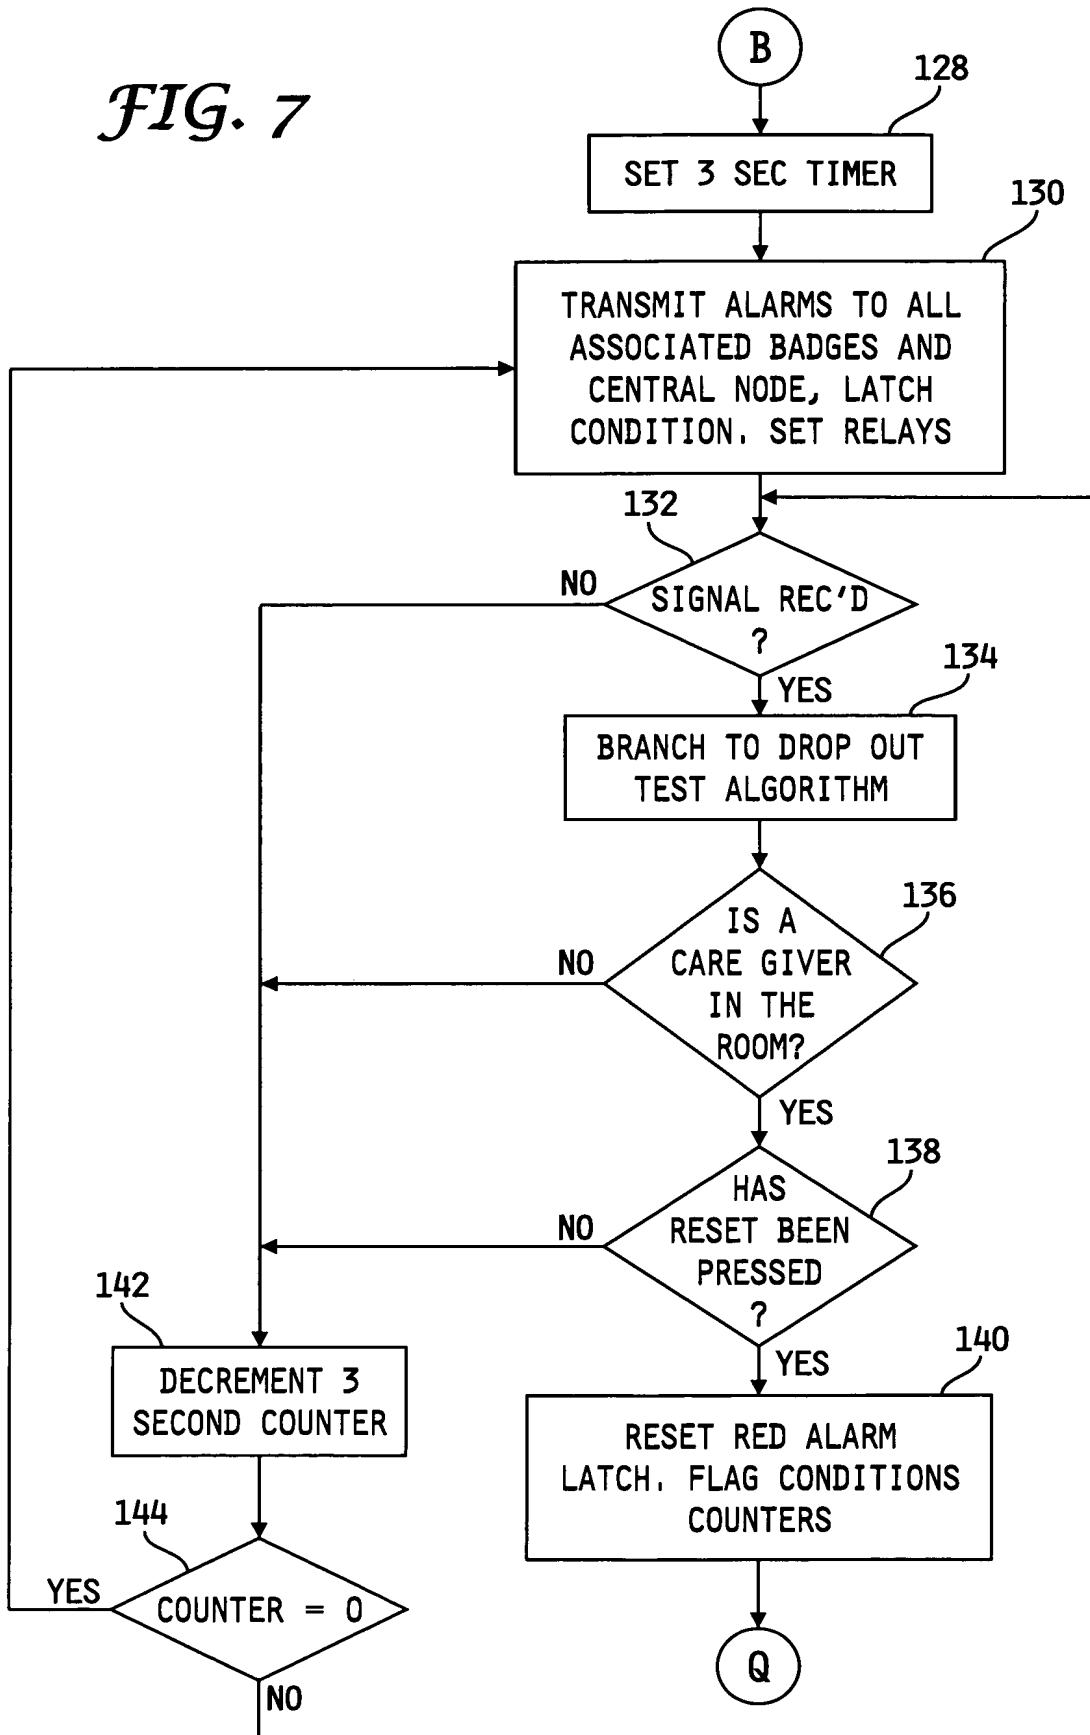 FIG. 7
B
128
SET 3 SEC TIMER
130
TRANSMIT ALARMS TO ALL
ASSOCIATED BADGES AND
CENTRAL NODE, LATCH
CONDITION. SET RELAYS
132
NO
SIGNAL REC'D
?
YES
134
BRANCH TO DROP OUT
TEST ALGORITHM
136
NO
IS A
CARE GIVER
IN THE
ROOM?
YES
138
NO
HAS
RESET BEEN
PRESSED
?
YES
140
RESET RED ALARM
LATCH. FLAG CONDITIONS
COUNTERS
Q
142
DECREMENT 3
SECOND COUNTER
144
YES
COUNTER = 0
NO